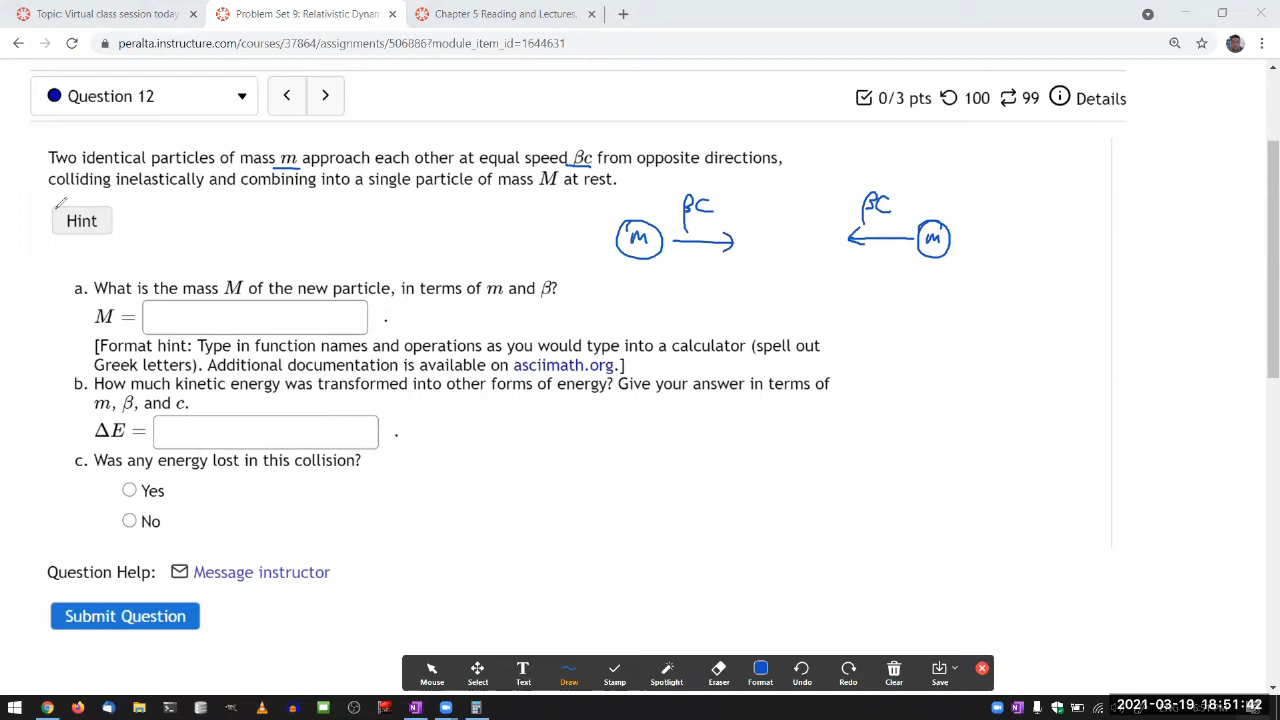 Topic: Virtual class session today
Problem Set 9: Relativistic Dynar
Chapter 5 Reading and Lectures,
peralta.instructure.com/courses/37864/assignments/506886?module_item_id=1644631
Question 12
0/3 pts 100 99 Details
Two identical particles of mass m approach each other at equal speed βc from opposite directions,
colliding inelastically and combining into a single particle of mass M at rest.
Hint
βC βC
m m
a. What is the mass M of the new particle, in terms of m and β?
M = .
[Format hint: Type in function names and operations as you would type into a calculator (spell out
Greek letters). Additional documentation is available on asciimath.org.]
b. How much kinetic energy was transformed into other forms of energy? Give your answer in terms of
m, β, and c.
ΔE = .
c. Was any energy lost in this collision?
Yes
No
Question Help: Message instructor
Submit Question
Mouse Select Text Draw Stamp Spotlight Eraser Format Undo Redo Clear Save
2021-03-19 18:51:42